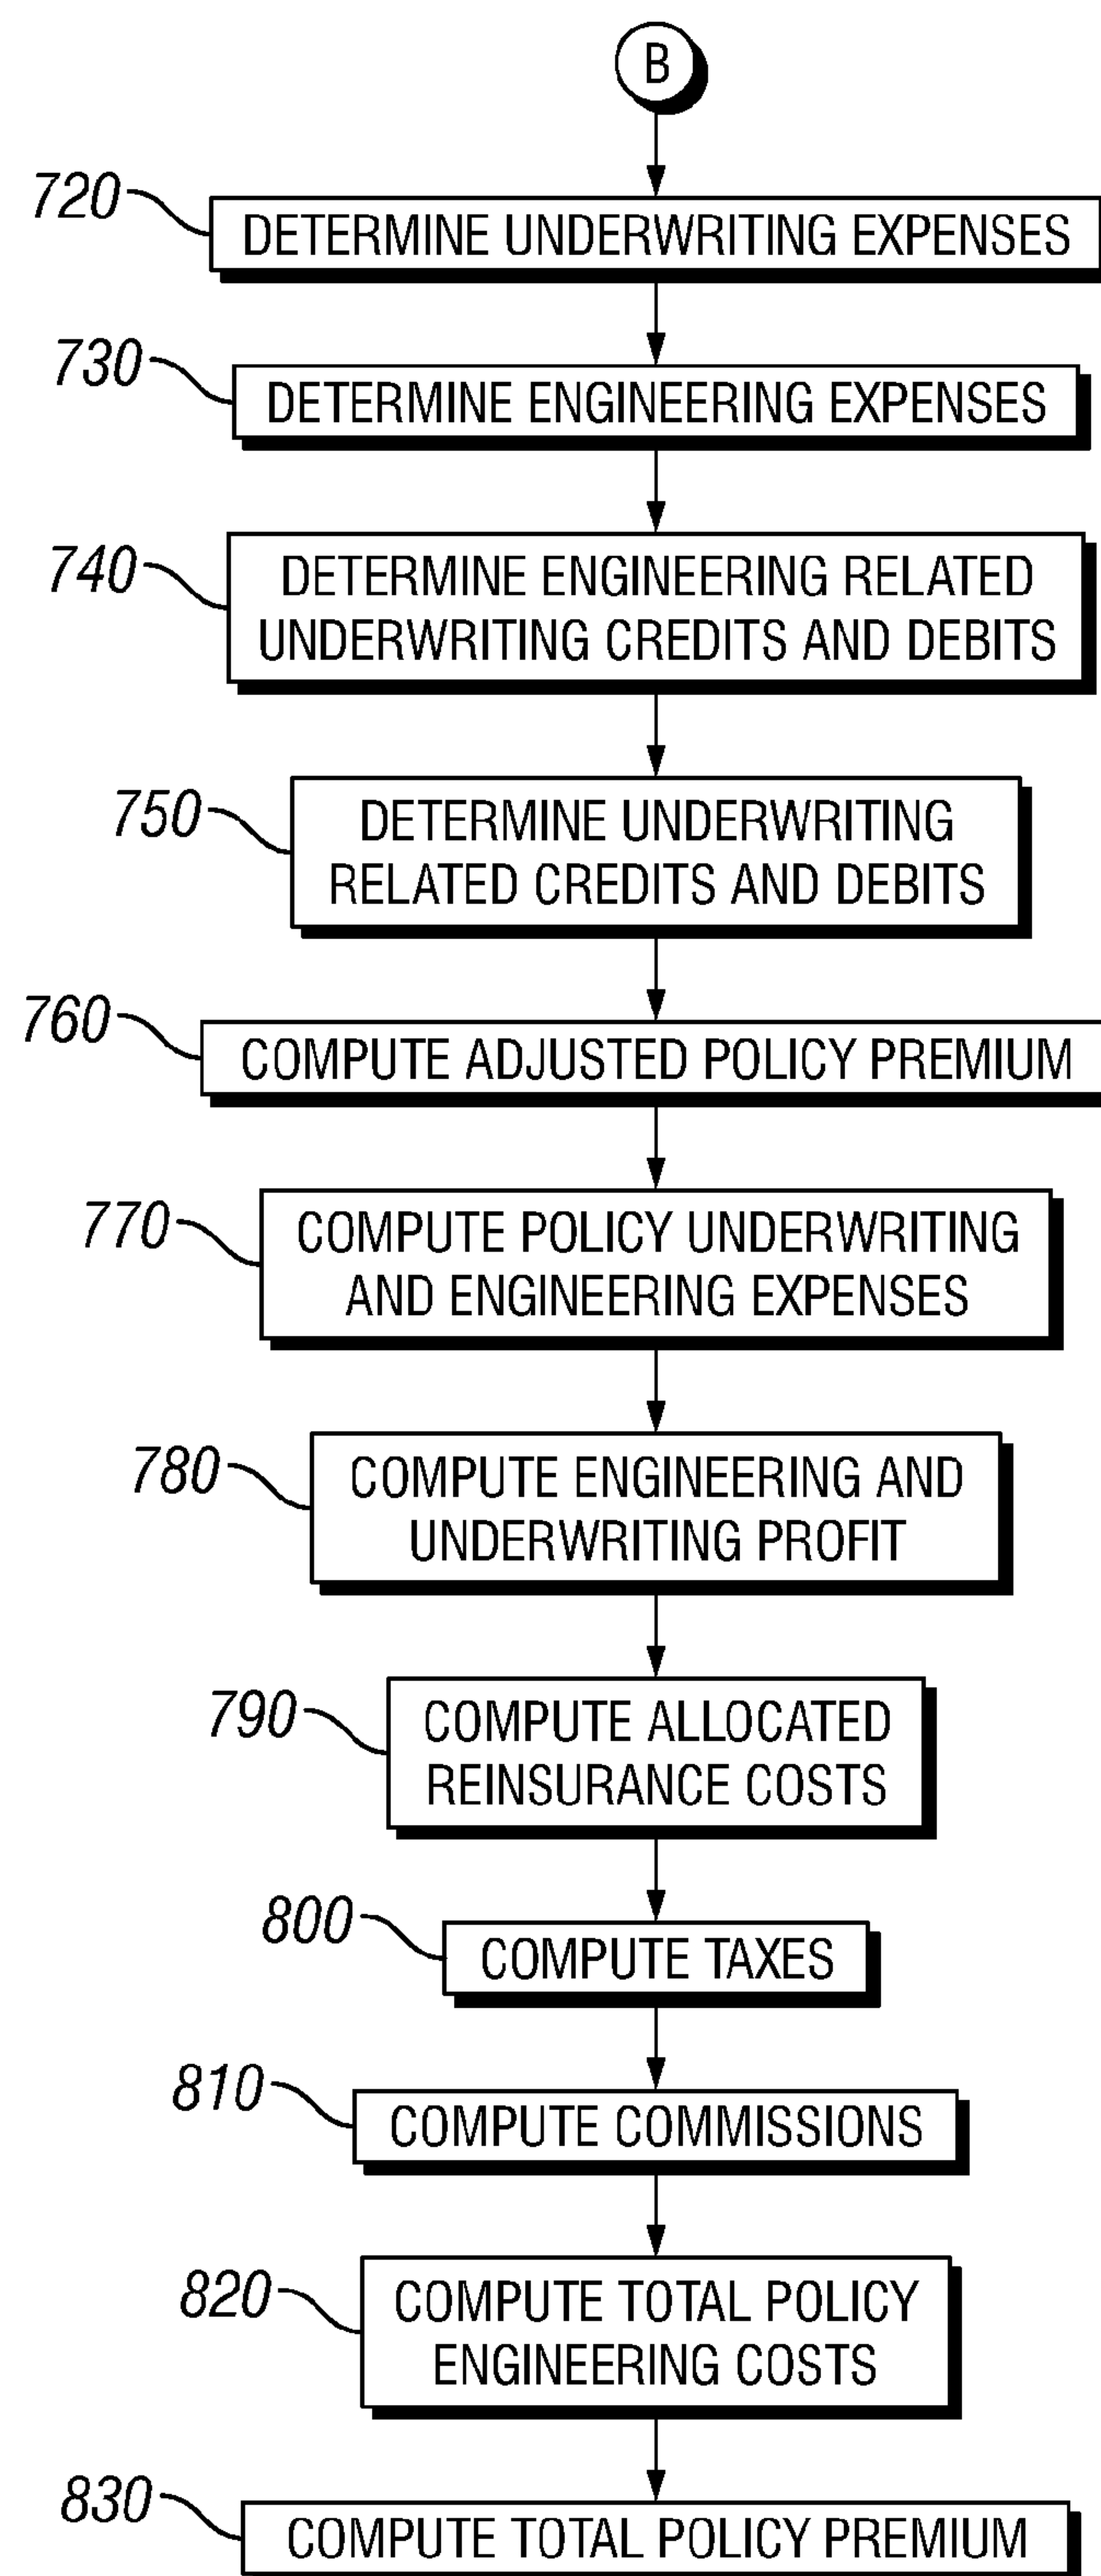 B
720
DETERMINE UNDERWRITING EXPENSES
730
DETERMINE ENGINEERING EXPENSES
740
DETERMINE ENGINEERING RELATED
UNDERWRITING CREDITS AND DEBITS
750
DETERMINE UNDERWRITING
RELATED CREDITS AND DEBITS
760
COMPUTE ADJUSTED POLICY PREMIUM
770
COMPUTE POLICY UNDERWRITING
AND ENGINEERING EXPENSES
780
COMPUTE ENGINEERING AND
UNDERWRITING PROFIT
790
COMPUTE ALLOCATED
REINSURANCE COSTS
800
COMPUTE TAXES
810
COMPUTE COMMISSIONS
820
COMPUTE TOTAL POLICY
ENGINEERING COSTS
830
COMPUTE TOTAL POLICY PREMIUM